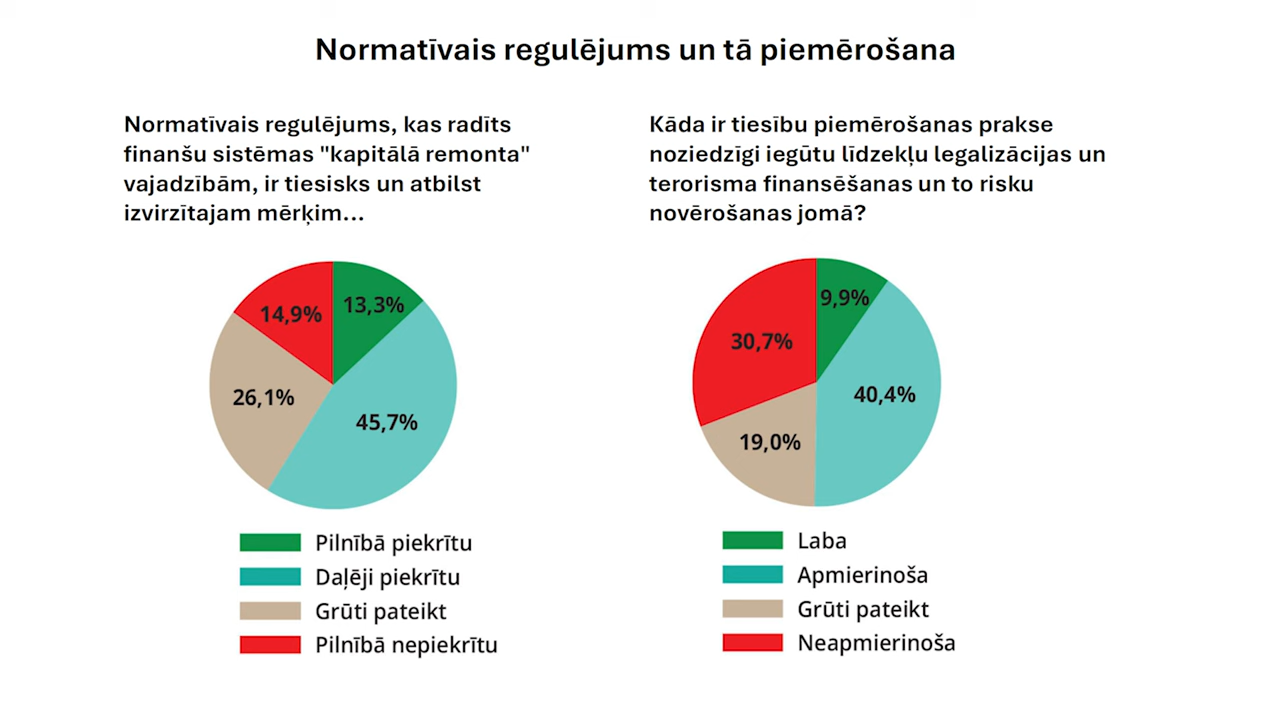 Normatīvais regulējums un tā piemērošana
Normatīvais regulējums, kas radīts
finanšu sistēmas "kapitālā remonta"
vajadzībām, ir tiesisks un atbilst
izvirzītajam mērķim...
14,9%
13,3%
26,1%
45,7%
Pilnībā piekrītu
Daļēji piekrītu
Grūti pateikt
Pilnībā nepiekrītu
Kāda ir tiesību piemērošanas prakse
noziedzīgi iegūtu līdzekļu legalizācijas un
terorisma finansēšanas un to risku
novērošanas jomā?
9,9%
30,7%
40,4%
19,0%
Laba
Apmierinoša
Grūti pateikt
Neapmierinoša